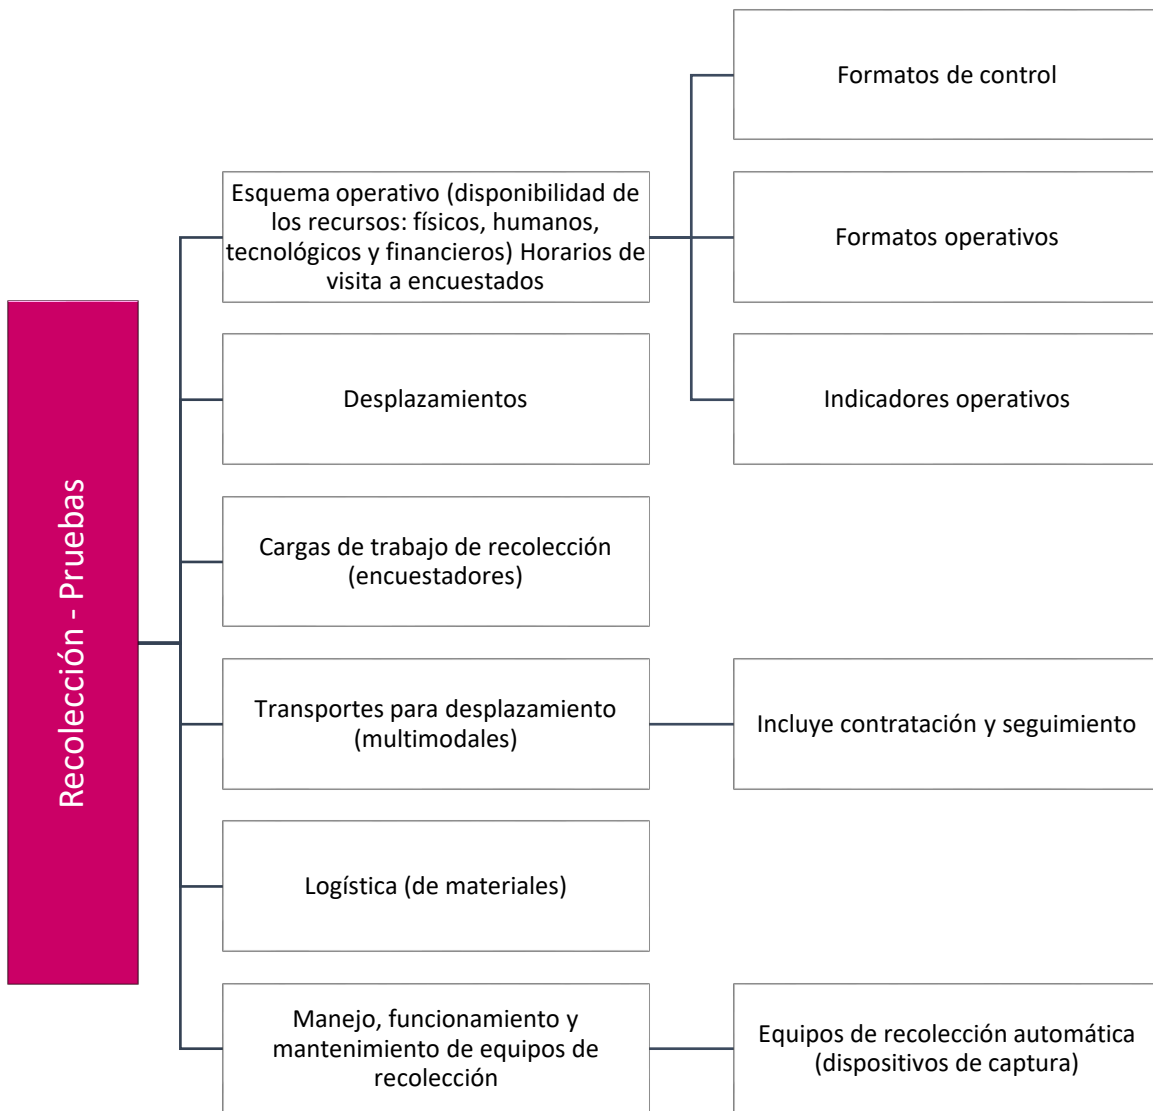 Recolección - Pruebas
Esquema operativo (disponibilidad de
los recursos: físicos, humanos,
tecnológicos y financieros) Horarios de
visita a encuestados
Formatos de control
Formatos operativos
Indicadores operativos
Desplazamientos
Cargas de trabajo de recolección
(encuestadores)
Transportes para desplazamiento
(multimodales)
Incluye contratación y seguimiento
Logística (de materiales)
Manejo, funcionamiento y
mantenimiento de equipos de
recolección
Equipos de recolección automática
(dispositivos de captura)